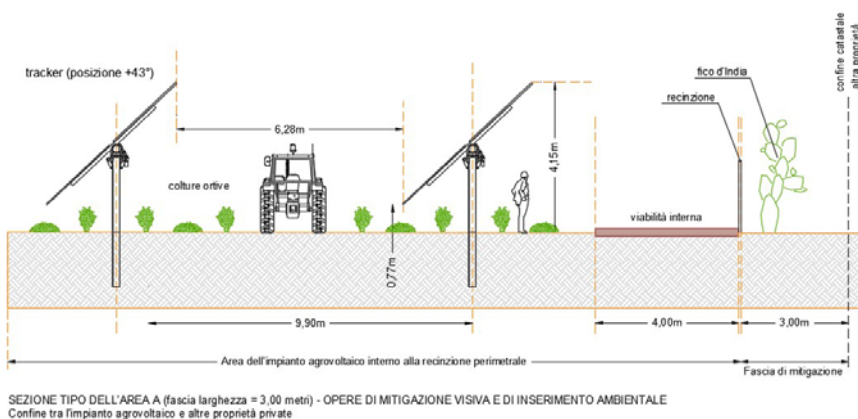 tracker (posizione +43°)
6,28m
colture ortive
0,77m
4,15m
recinzione
fico d'India
confine catastale
altra proprietà
viabilità interna
9,90m
4,00m
3,00m
Area dell'impianto agrovoltaico interno alla recinzione perimetrale
Fascia di mitigazione
SEZIONE TIPO DELL'AREA A (fascia larghezza = 3,00 metri) - OPERE DI MITIGAZIONE VISIVA E DI INSERIMENTO AMBIENTALE
Confine tra l'impianto agrovoltaico e altre proprietà private